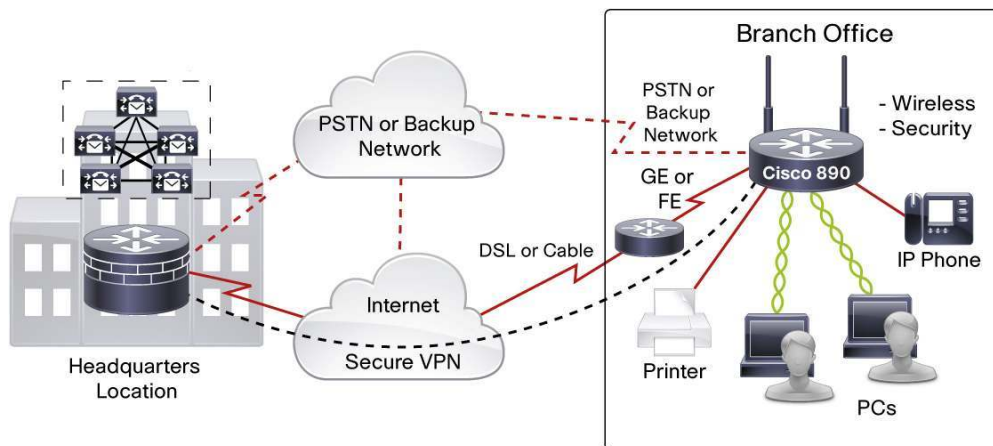 Branch Office
PSTN or Backup
Network
PSTN or
Backup
Network
- Wireless
- Security
Cisco 890
GE or
FE
DSL or Cable
IP Phone
Internet
Secure VPN
Printer
Headquarters
Location
PCs